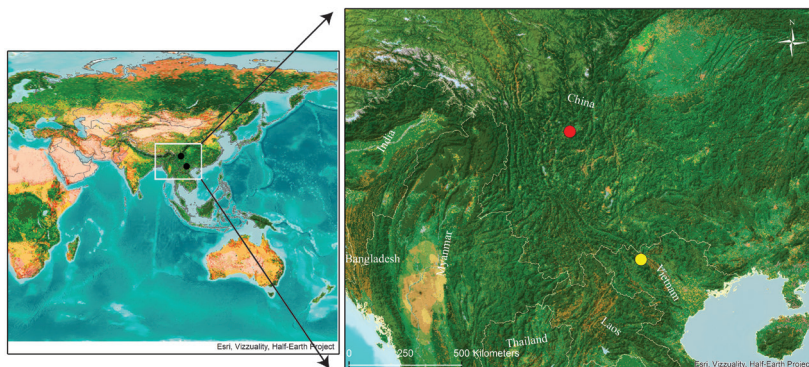 Esri, Vizzuality, Half-Earth Project
N
China
India
Myanmar
Bangladesh
Vietnam
Laos
Thailand
0 250 500 Kilometers
Esri, Vizzuality, Half-Earth Project